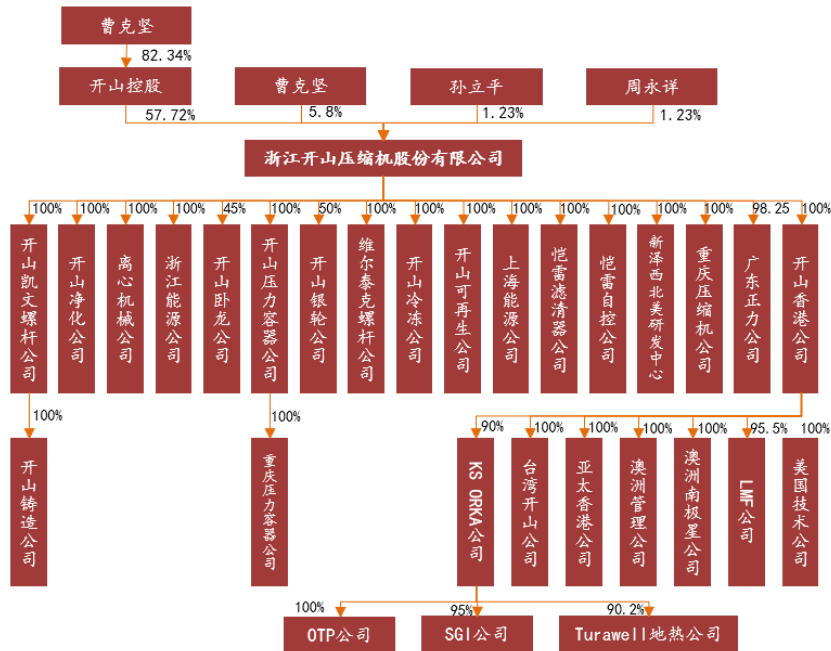 曹克坚
82.34%
开山控股
曹克坚
孙立平
周永详
57.72%
5.8%
1.23%
1.23%
浙江开山压缩机股份有限公司
100%
100%
100%
100%
45%
100%
50%
100%
100%
100%
100%
100%
100%
100%
100%
98.25
100%
开山凯文螺杆公司
开山净化公司
离心机械公司
浙江能源公司
开山卧龙公司
开山压力容器公司
开山银轮公司
维尔泰克螺杆公司
开山冷冻公司
开山可再生公司
上海能源公司
恺雷滤清器公司
恺雷自控公司
新泽西北美研发中心
重庆压缩机公司
广东正力公司
开山香港公司
100%
100%
90%
100%
100%
100%
100%
95.5%
100%
开山铸造公司
重庆压力容器公司
KS ORKA公司
台湾开山公司
亚太香港公司
澳洲管理公司
澳洲南极星公司
LMF公司
美国技术公司
100%
95%
90.2%
OTP公司
SGI公司
Turawell地热公司